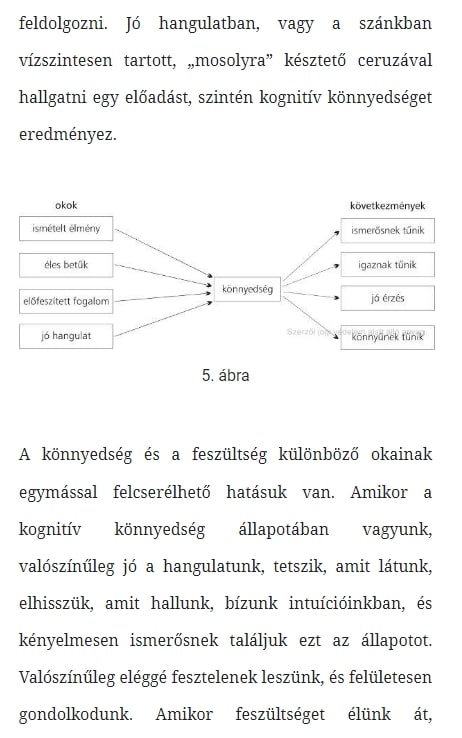 feldolgozni. Jó hangulatban, vagy a szánkban
vízszintesen tartott, „mosolyra” késztető ceruzával
hallgatni egy előadást, szintén kognitív könnyedséget
eredményez.
okok
ismételt élmény
éles betűk
előfeszített fogalom
jó hangulat
könnyedség
következmények
ismerősnek tűnik
igaznak tűnik
jó érzés
könnyűnek tűnik
5. ábra
A könnyedség és a feszültség különböző okainak
egymással felcserélhető hatásuk van. Amikor a
kognitív könnyedség állapotában vagyunk,
valószínűleg jó a hangulatunk, tetszik, amit látunk,
elhisszük, amit hallunk, bízunk intuícióinkban, és
kényelmesen ismerősnek találjuk ezt az állapotot.
Valószínűleg eléggé fesztelenek leszünk, és felületesen
gondolkodunk. Amikor feszültséget élünk át,